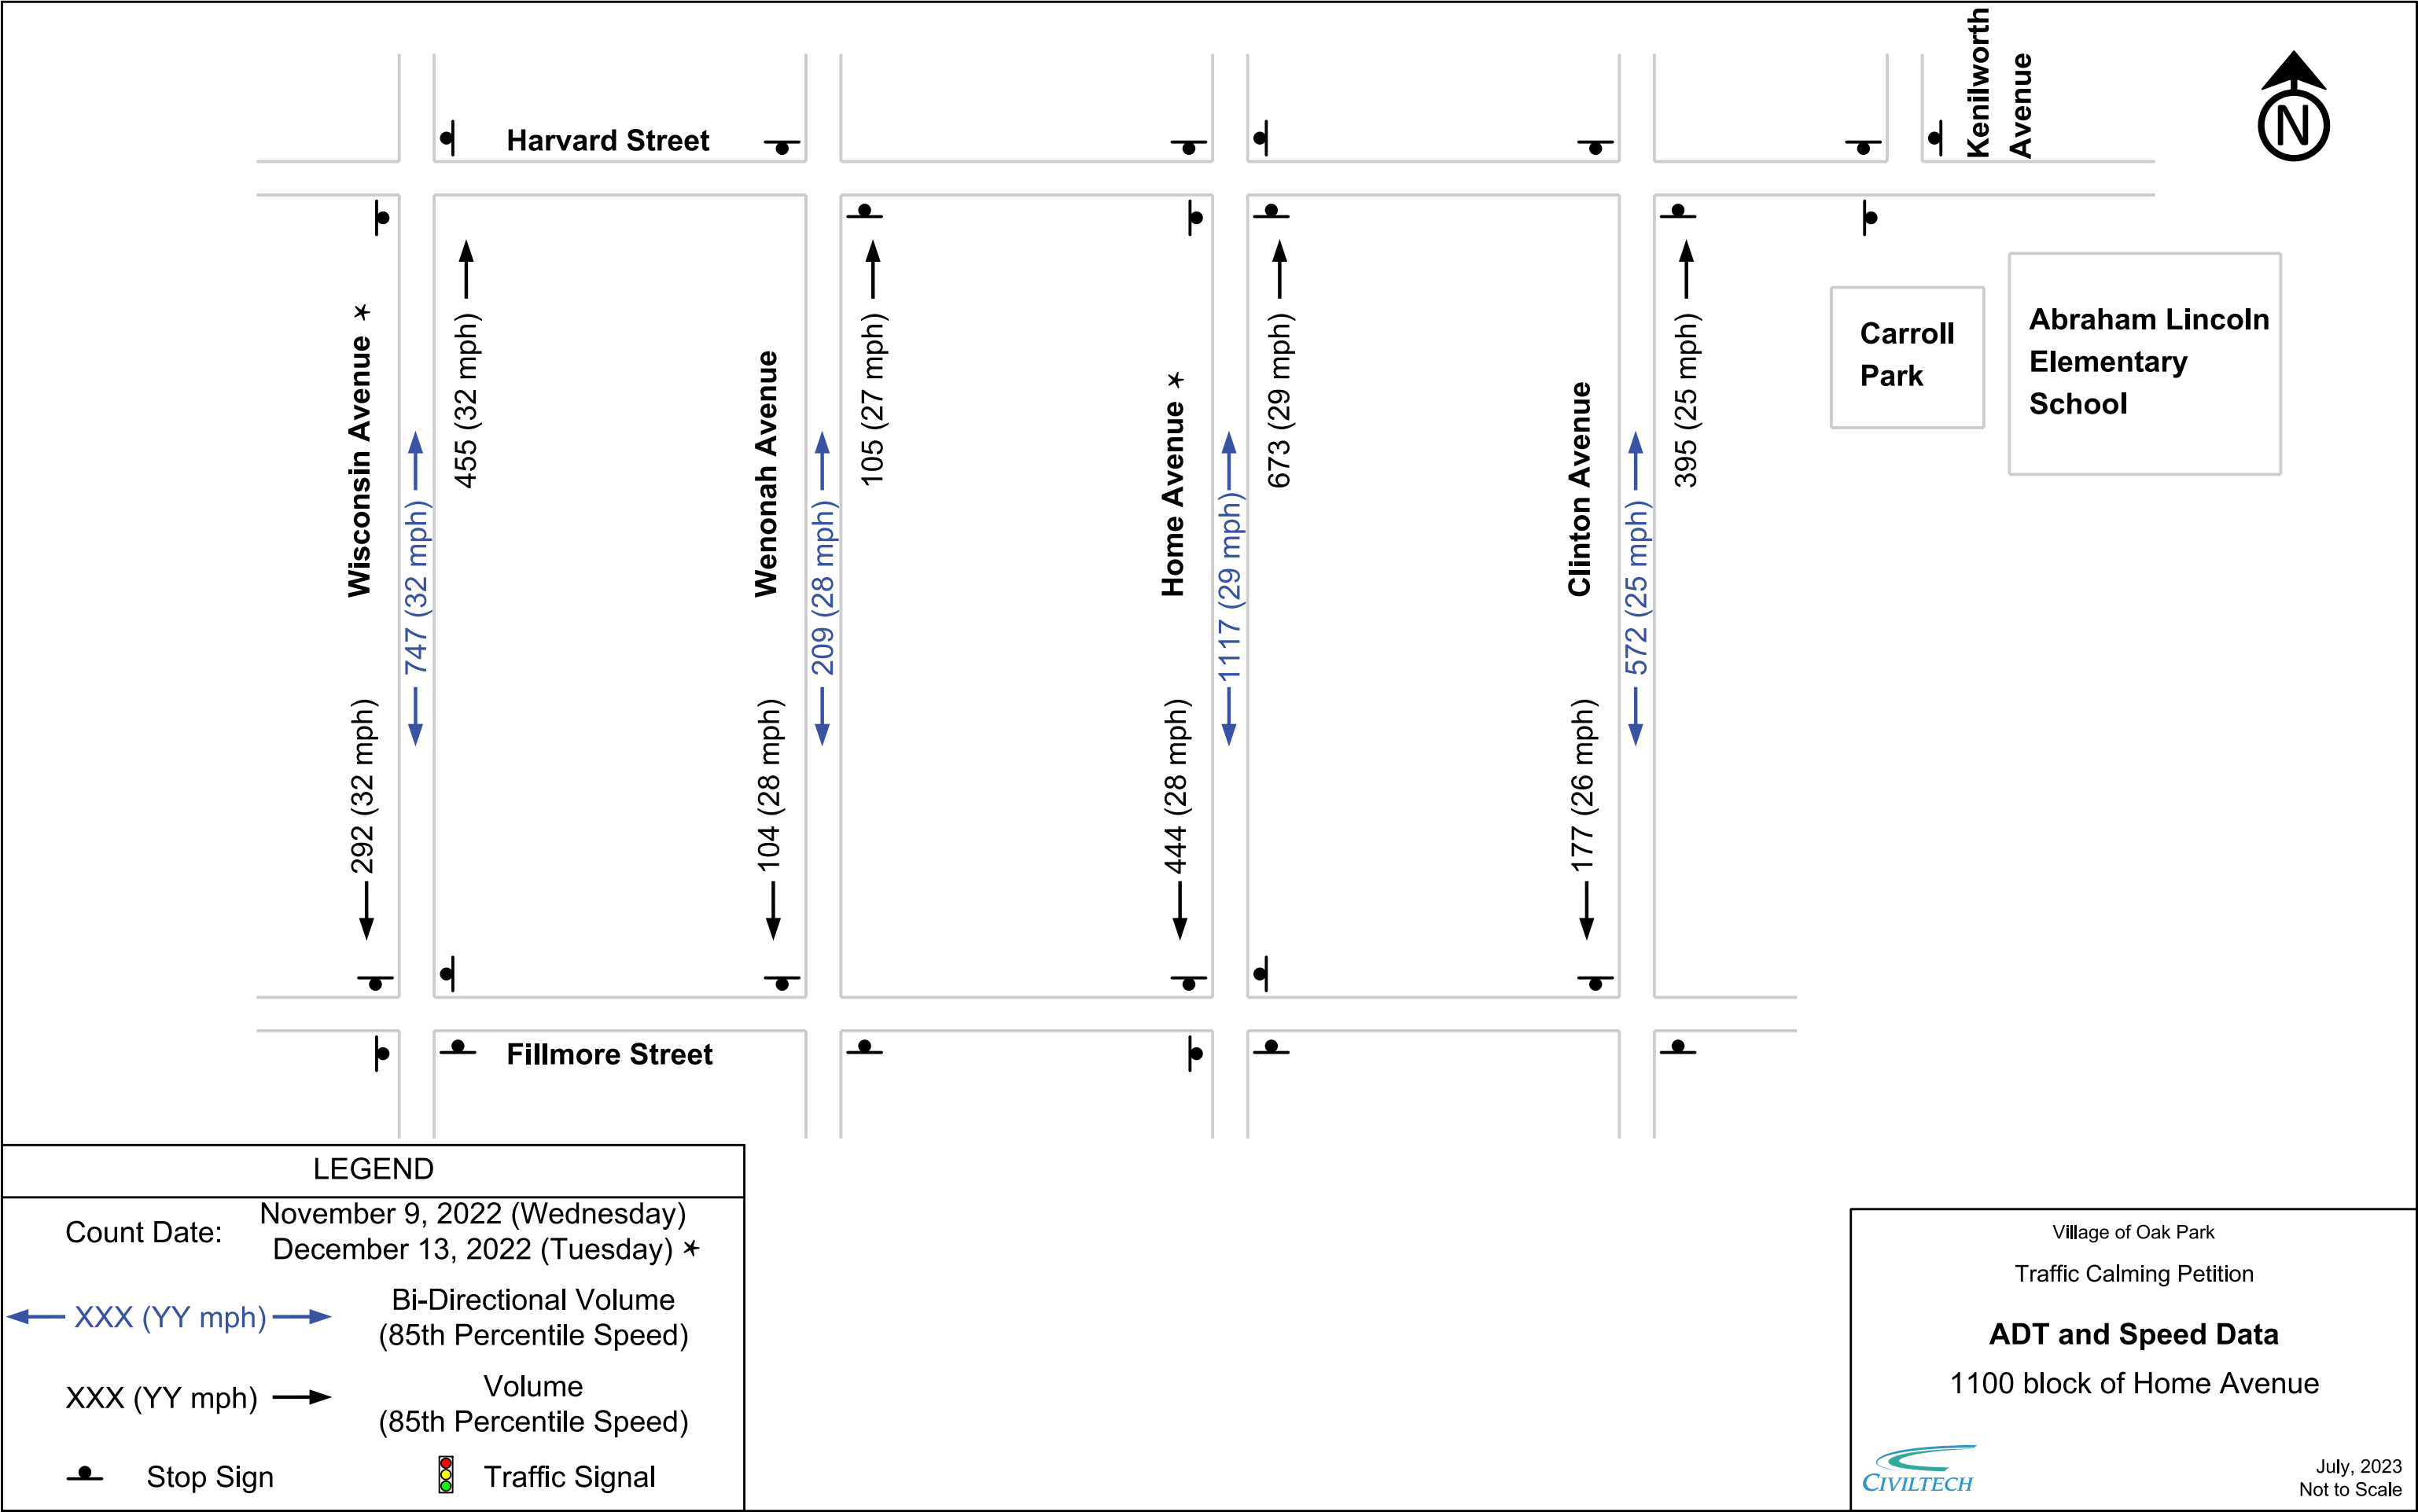 Kenilworth
Avenue
N
Harvard Street
Wisconsin Avenue *
747 (32 mph)
455 (32 mph)
292 (32 mph)
Wenonah Avenue
209 (28 mph)
105 (27 mph)
104 (28 mph)
Home Avenue *
1117 (29 mph)
673 (29 mph)
444 (28 mph)
Clinton Avenue
572 (25 mph)
395 (25 mph)
177 (26 mph)
Carroll
Park
Abraham Lincoln
Elementary
School
Fillmore Street
LEGEND
Count Date:
November 9, 2022 (Wednesday)
December 13, 2022 (Tuesday) *
XXX (YY mph)
Bi-Directional Volume
(85th Percentile Speed)
XXX (YY mph)
Volume
(85th Percentile Speed)
Stop Sign
Traffic Signal
Village of Oak Park
Traffic Calming Petition
ADT and Speed Data
1100 block of Home Avenue
CIVILTECH
July, 2023
Not to Scale